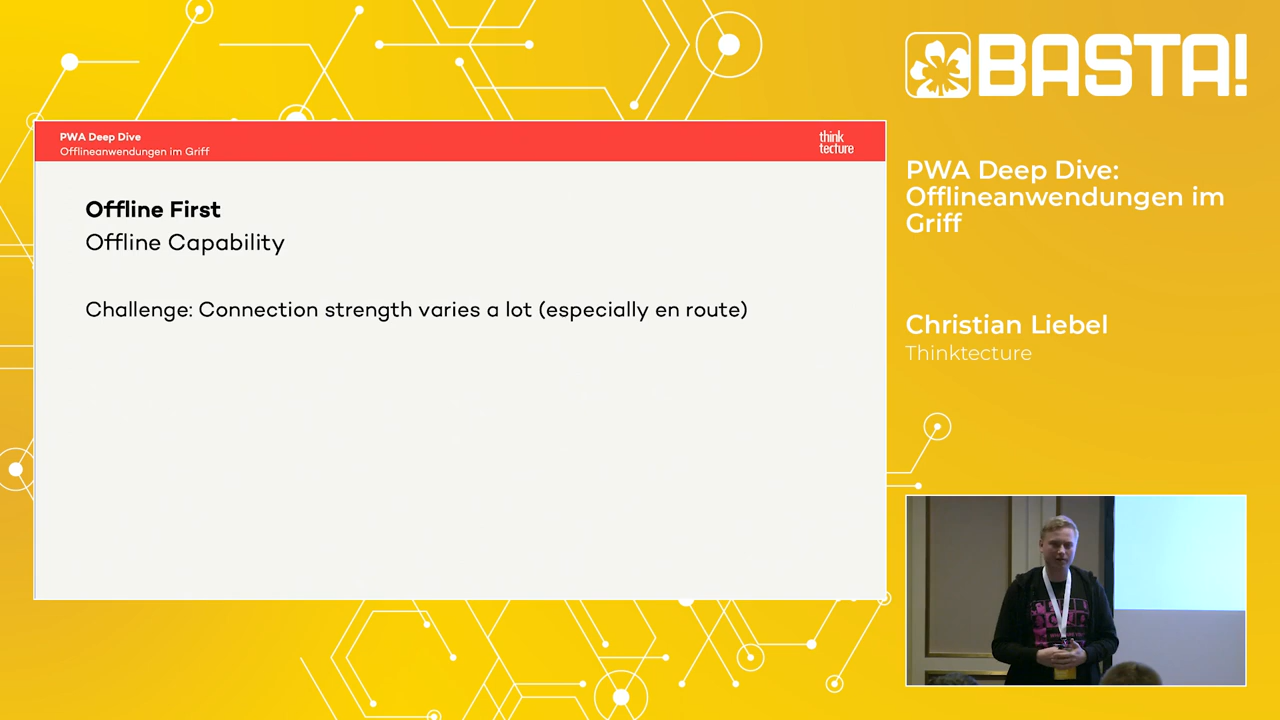 PWA Deep Dive
Offlineanwendungen im Griff
think
tecture
Offline First
Offline Capability
Challenge: Connection strength varies a lot (especially en route)
BASTA!
PWA Deep Dive:
Offlineanwendungen im
Griff
Christian Liebel
Thinktecture